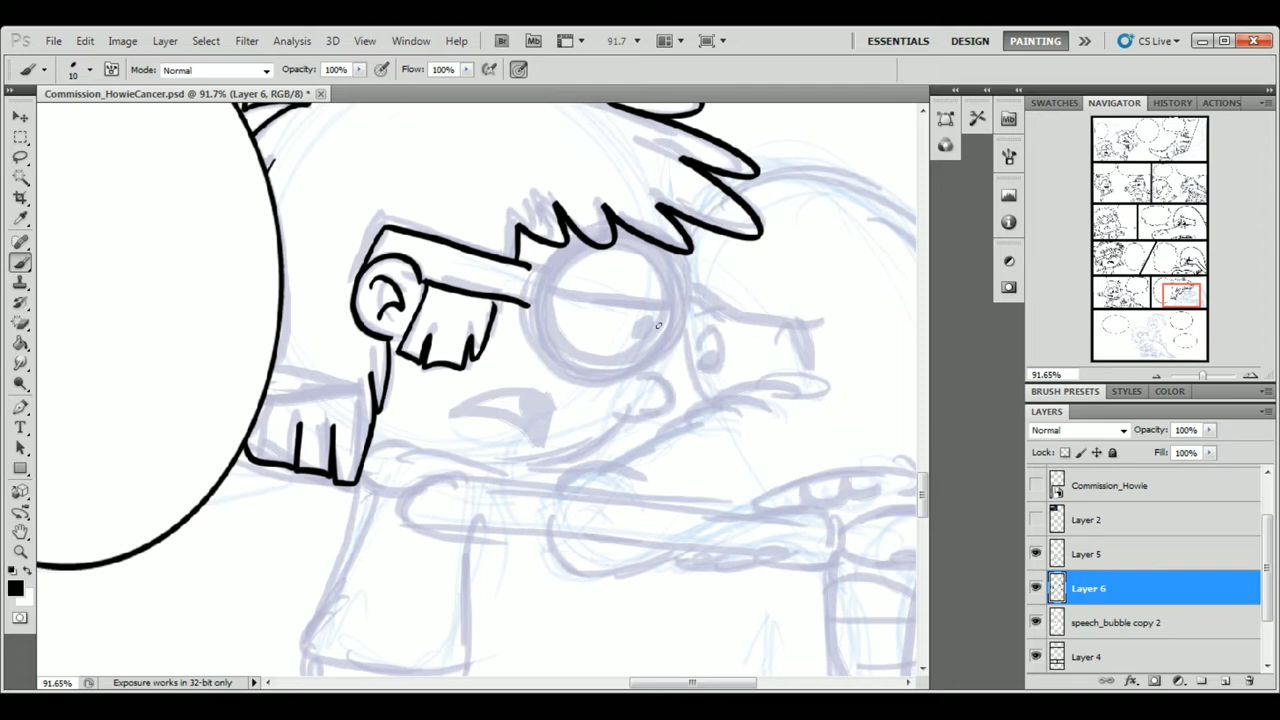 Ps File Edit Image Layer Select Filter Analysis 3D View Window Help Br Mb 91.7 ESSENTIALS DESIGN PAINTING CS Live
10 Mode: Normal Opacity: 100% Flow: 100%
Commission_HowieCancer.psd @ 91.7% (Layer 6, RGB/8) *
SWATCHES NAVIGATOR HISTORY ACTIONS
Mb
91.65%
BRUSH PRESETS STYLES COLOR
LAYERS
Normal Opacity: 100%
Lock: Fill: 100%
Commission_Howie
Layer 2
Layer 5
Layer 6
speech_bubble copy 2
Layer 4
91.65% Exposure works in 32-bit only